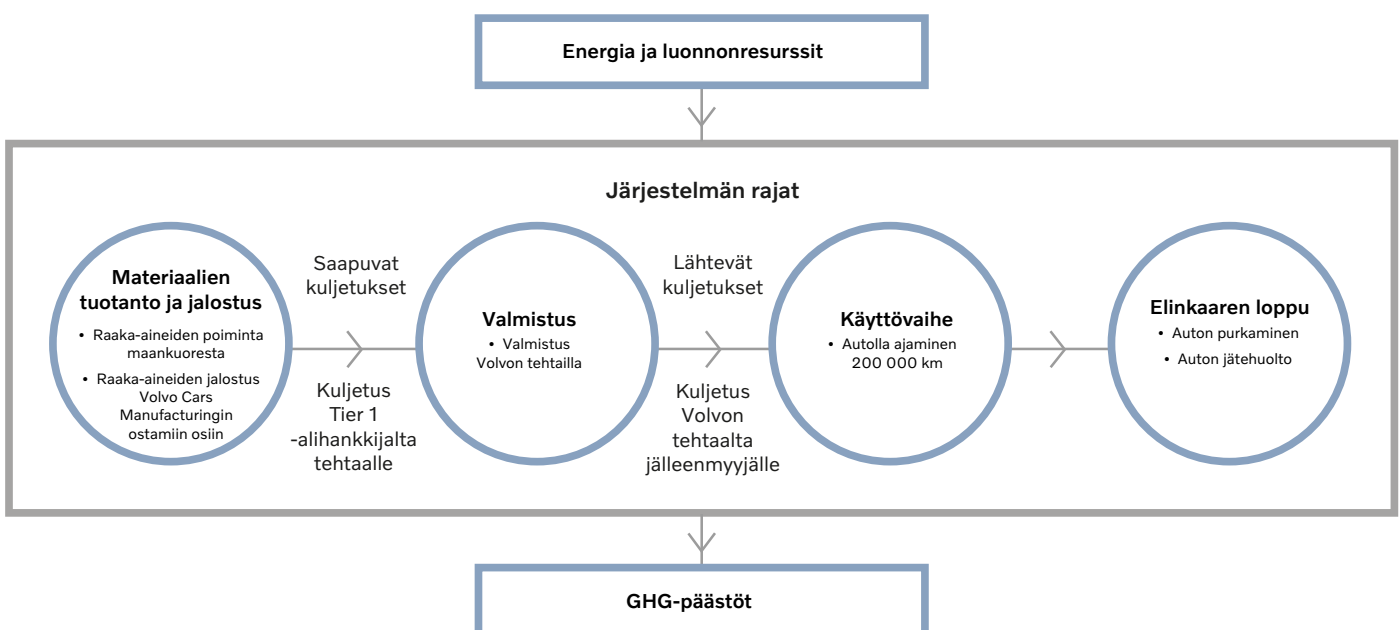 Energia ja luonnonresurssit
Järjestelmän rajat
Materiaalien
tuotanto ja jalostus
• Raaka-aineiden poiminta
maankuoresta
• Raaka-aineiden jalostus
Volvo Cars
Manufacturingin
ostamiin osiin
Saapuvat
kuljetukset
Kuljetus
Tier 1
-alihankkijalta
tehtaalle
Valmistus
• Valmistus
Volvon tehtailla
Lähtevät
kuljetukset
Kuljetus
Volvon
tehtaalta
jälleenmyyjälle
Käyttövaihe
• Autolla ajaminen
200 000 km
Elinkaaren loppu
• Auton purkaminen
• Auton jätehuolto
GHG-päästöt